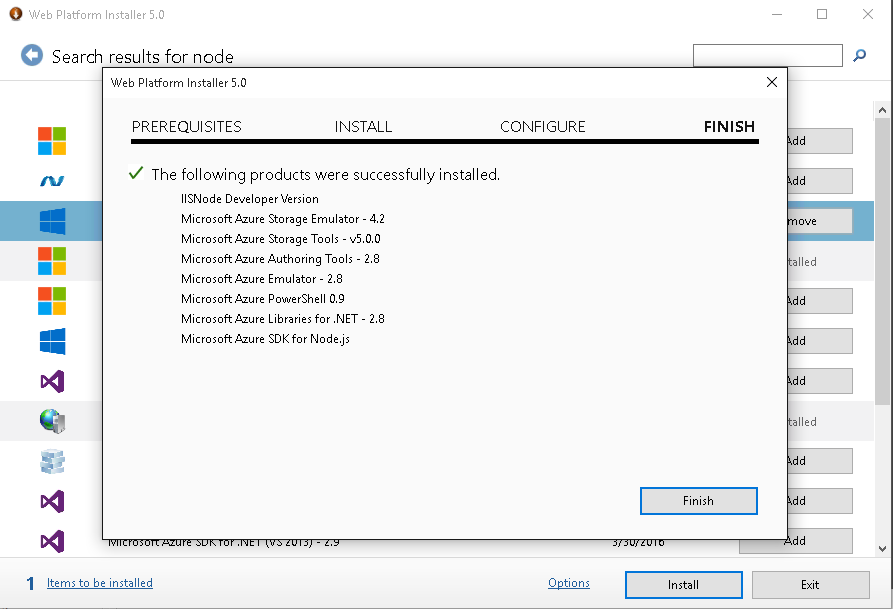 Web Platform Installer 5.0
Search results for node
Web Platform Installer 5.0
PREREQUISITES INSTALL CONFIGURE FINISH
The following products were successfully installed.
IISNode Developer Version
Microsoft Azure Storage Emulator - 4.2
Microsoft Azure Storage Tools - v5.0.0
Microsoft Azure Authoring Tools - 2.8
Microsoft Azure Emulator - 2.8
Microsoft Azure PowerShell 0.9
Microsoft Azure Libraries for .NET - 2.8
Microsoft Azure SDK for Node.js
Finish
Add
Add
move
talled
Add
Add
Add
talled
Add
Add
Microsoft Azure SDK for .NET (VS 2013) - 2.9 3/30/2016 Add
1 Items to be installed Options Install Exit